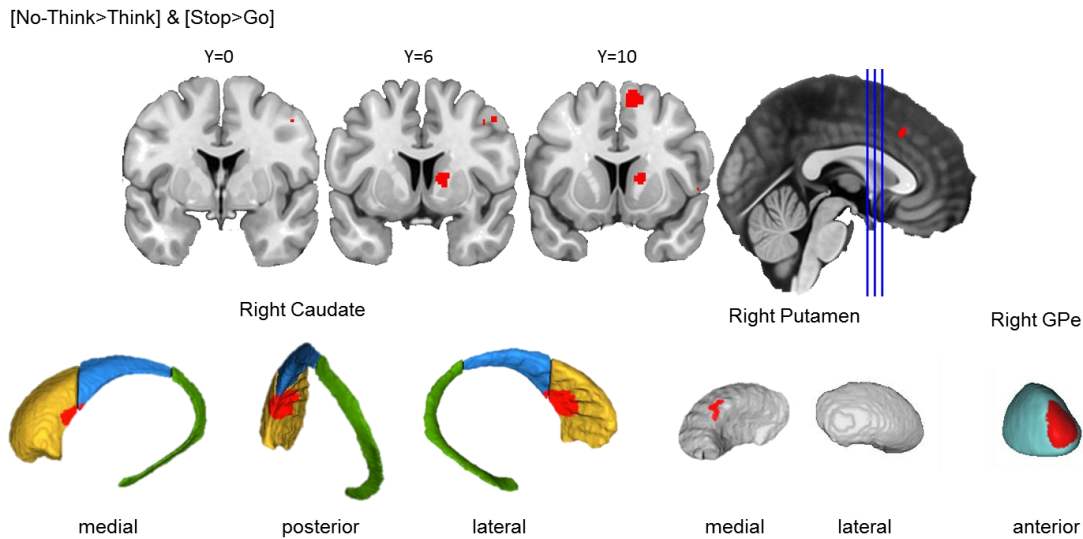 [No-Think>Think] & [Stop>Go]
Y=0
Y=6
Y=10
Right Caudate
Right Putamen
Right GPe
medial
posterior
lateral
medial
lateral
anterior